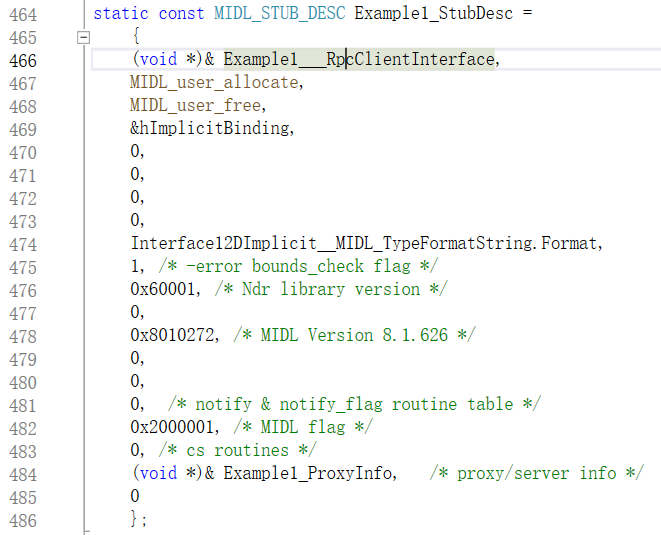 464 static const MIDL_STUB_DESC Example1_StubDesc =
465 {
466 (void *)& Example1___RpcClientInterface,
467 MIDL_user_allocate,
468 MIDL_user_free,
469 &hImplicitBinding,
470 0,
471 0,
472 0,
473 0,
474 Interface12DImplicit__MIDL_TypeFormatString.Format,
475 1, /* -error bounds_check flag */
476 0x60001, /* Ndr library version */
477 0,
478 0x8010272, /* MIDL Version 8.1.626 */
479 0,
480 0,
481 0, /* notify & notify_flag routine table */
482 0x2000001, /* MIDL flag */
483 0, /* cs routines */
484 (void *)& Example1_ProxyInfo, /* proxy/server info */
485 0
486 };